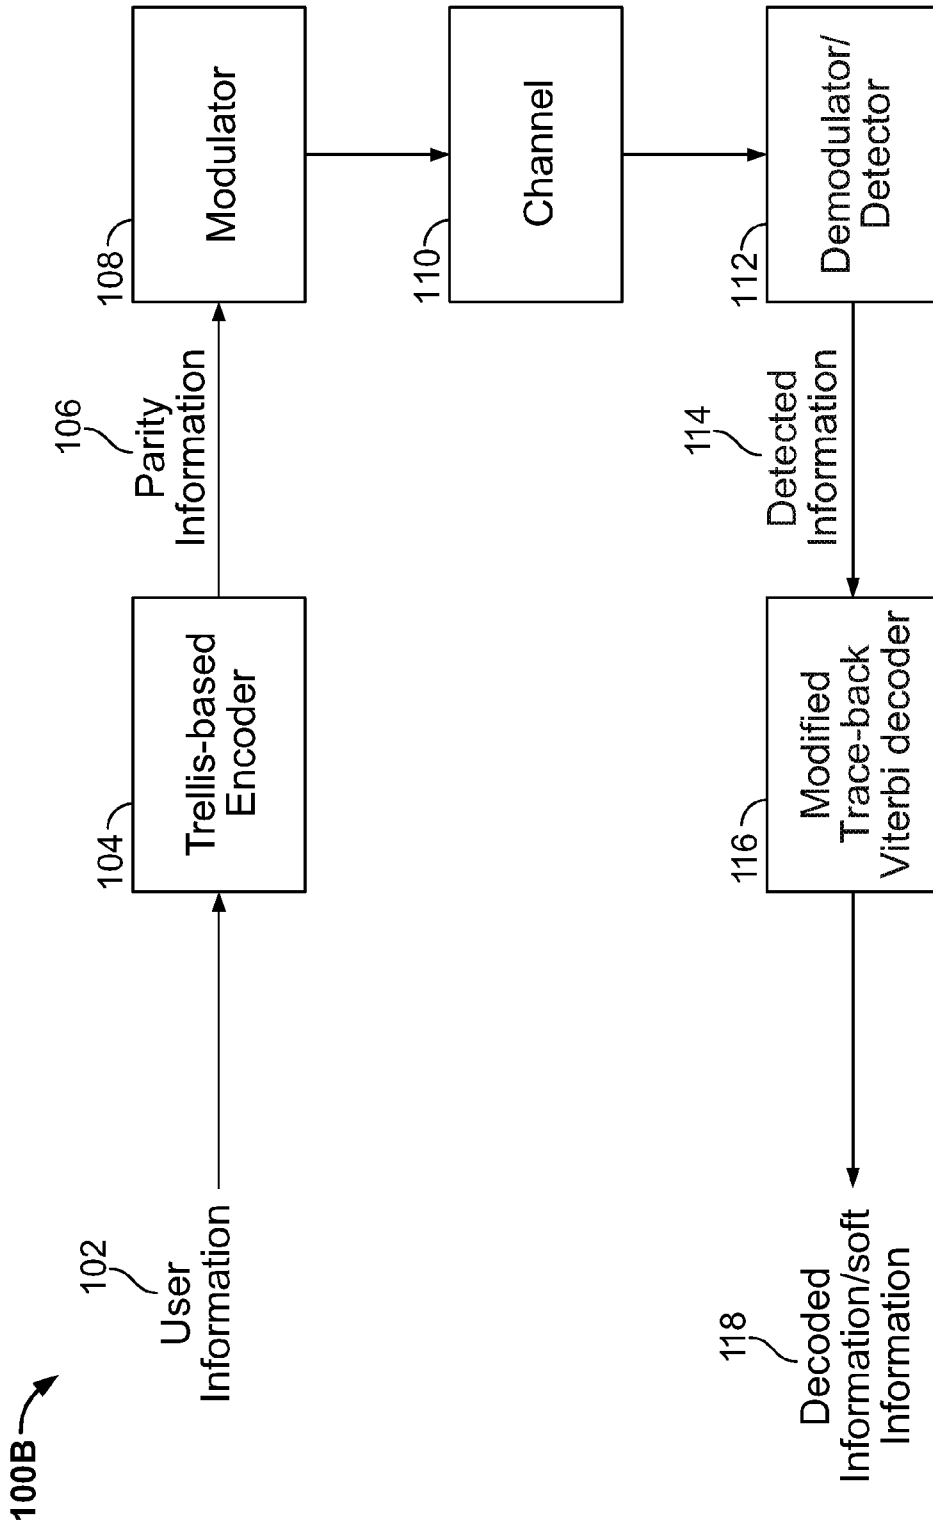 100B
102
User
Information
104
Trellis-based
Encoder
106
Parity
Information
108
Modulator
110
Channel
112
Demodulator/
Detector
114
Detected
Information
116
Modified
Trace-back
Viterbi decoder
118
Decoded
Information/soft
Information